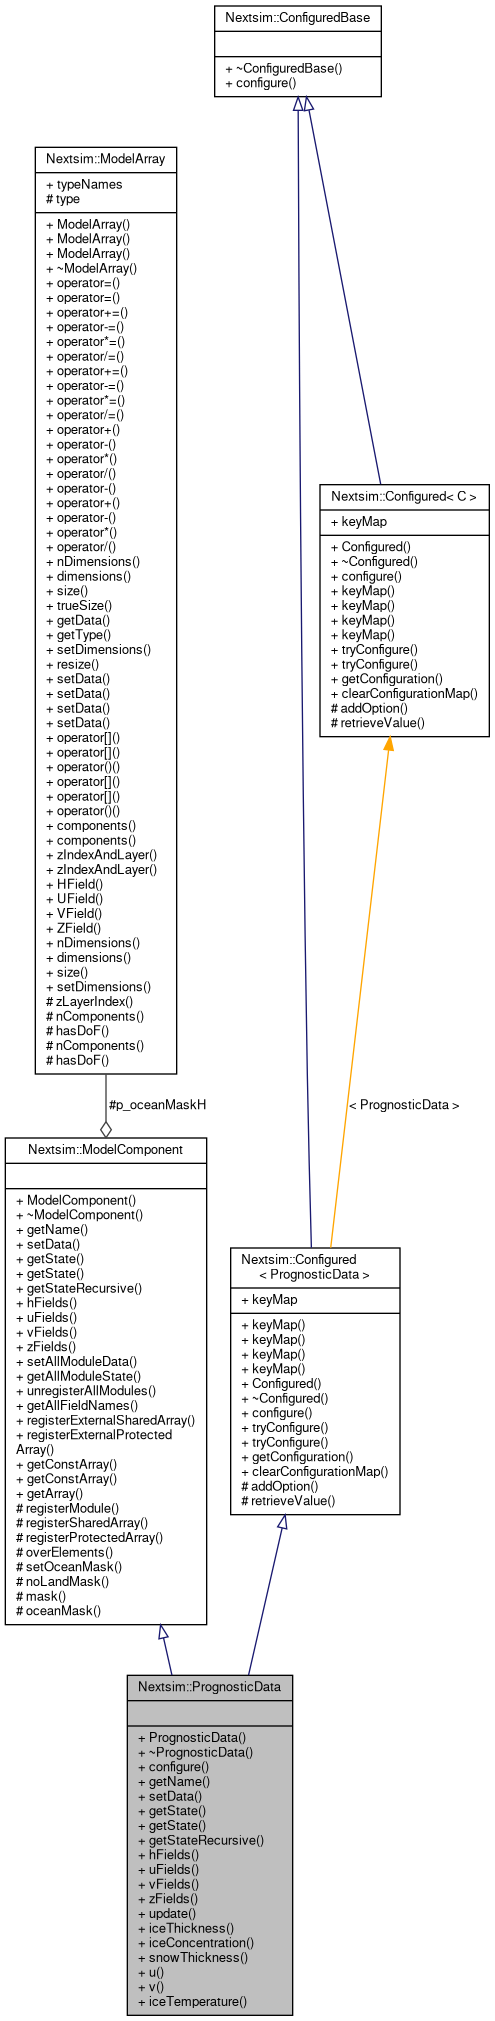 Nextsim::ConfiguredBase
+ ~ConfiguredBase()
+ configure()
Nextsim::ModelArray
+ typeNames
# type
+ ModelArray()
+ ModelArray()
+ ModelArray()
+ ~ModelArray()
+ operator=()
+ operator=()
+ operator+=()
+ operator-=()
+ operator*=()
+ operator/=()
+ operator+=()
+ operator-=()
+ operator*=()
+ operator/=()
+ operator+()
+ operator-()
+ operator*()
+ operator/()
+ operator-()
+ operator+()
+ operator-()
+ operator*()
+ operator/()
+ nDimensions()
+ dimensions()
+ size()
+ trueSize()
+ getData()
+ getType()
+ setDimensions()
+ resize()
+ setData()
+ setData()
+ setData()
+ setData()
+ operator[]()
+ operator[]()
+ operator()()
+ operator[]()
+ operator[]()
+ operator()()
+ components()
+ components()
+ zIndexAndLayer()
+ zIndexAndLayer()
+ HField()
+ UField()
+ VField()
+ ZField()
+ nDimensions()
+ dimensions()
+ size()
+ setDimensions()
# zLayerIndex()
# nComponents()
# hasDoF()
# nComponents()
# hasDoF()
Nextsim::Configured< C >
+ keyMap
+ Configured()
+ ~Configured()
+ configure()
+ keyMap()
+ keyMap()
+ keyMap()
+ keyMap()
+ tryConfigure()
+ tryConfigure()
+ getConfiguration()
+ clearConfigurationMap()
# addOption()
# retrieveValue()
#p_oceanMaskH
< PrognosticData >
Nextsim::ModelComponent
+ ModelComponent()
+ ~ModelComponent()
+ getName()
+ setData()
+ getState()
+ getState()
+ getStateRecursive()
+ hFields()
+ uFields()
+ vFields()
+ zFields()
+ setAllModuleData()
+ getAllModuleState()
+ unregisterAllModules()
+ getAllFieldNames()
+ registerExternalSharedArray()
+ registerExternalProtected
Array()
+ getConstArray()
+ getConstArray()
+ getArray()
# registerModule()
# registerSharedArray()
# registerProtectedArray()
# overElements()
# setOceanMask()
# noLandMask()
# mask()
# oceanMask()
Nextsim::Configured
< PrognosticData >
+ keyMap
+ keyMap()
+ keyMap()
+ keyMap()
+ keyMap()
+ Configured()
+ ~Configured()
+ configure()
+ tryConfigure()
+ tryConfigure()
+ getConfiguration()
+ clearConfigurationMap()
# addOption()
# retrieveValue()
Nextsim::PrognosticData
+ PrognosticData()
+ ~PrognosticData()
+ configure()
+ getName()
+ setData()
+ getState()
+ getState()
+ getStateRecursive()
+ hFields()
+ uFields()
+ vFields()
+ zFields()
+ update()
+ iceThickness()
+ iceConcentration()
+ snowThickness()
+ u()
+ v()
+ iceTemperature()